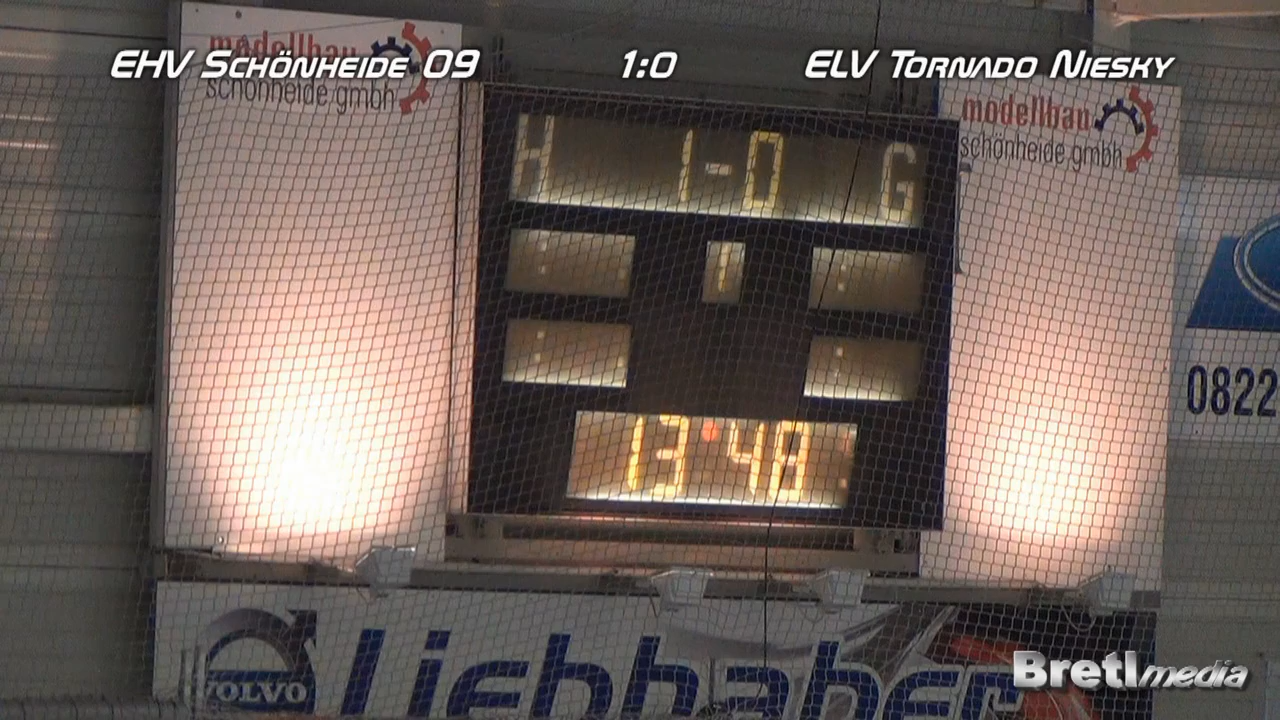 EHV Schönheide 09 1:0 ELV Tornado Niesky
modellbau
schönheide gmbh
modellbau
schönheide gmbh
H 1-0 G
1
13:48
0822
VOLVO
Liebhaber
Bretlmedia